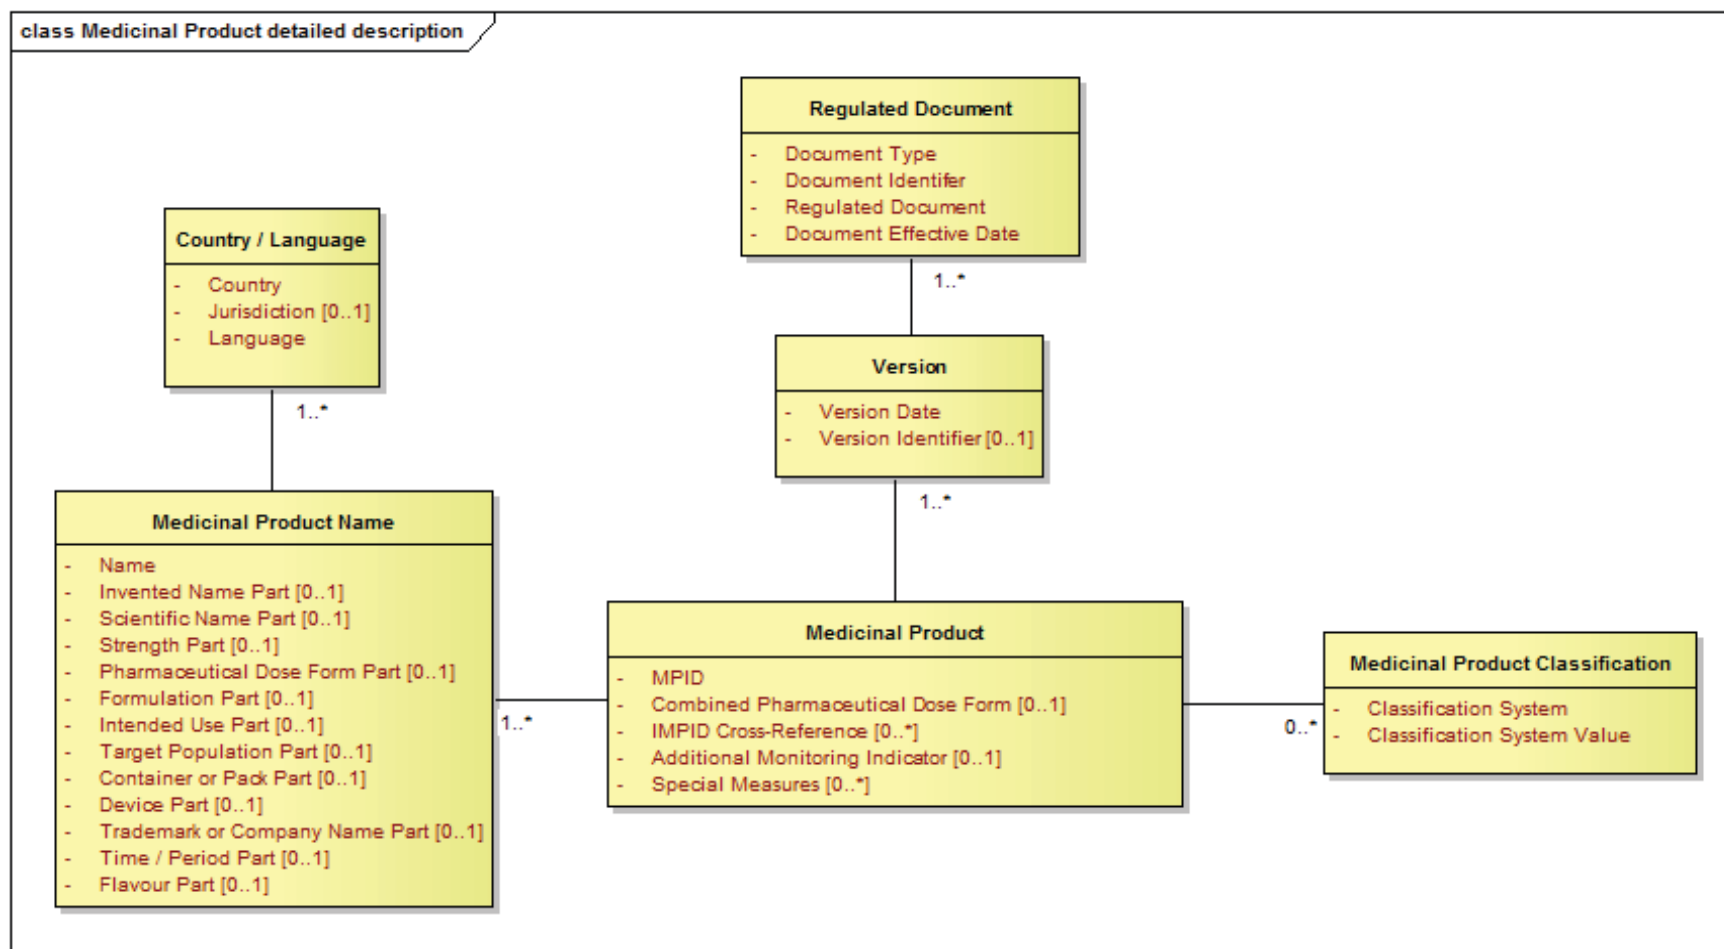 class Medicinal Product detailed description
Regulated Document
- Document Type
- Document Identifer
- Regulated Document
- Document Effective Date
1..*
Country / Language
- Country
- Jurisdiction [0..1]
- Language
1..*
Version
- Version Date
- Version Identifier [0..1]
1..*
Medicinal Product Name
- Name
- Invented Name Part [0..1]
- Scientific Name Part [0..1]
- Strength Part [0..1]
- Pharmaceutical Dose Form Part [0..1]
- Formulation Part [0..1]
- Intended Use Part [0..1]
- Target Population Part [0..1]
- Container or Pack Part [0..1]
- Device Part [0..1]
- Trademark or Company Name Part [0..1]
- Time / Period Part [0..1]
- Flavour Part [0..1]
1..*
Medicinal Product
- MPID
- Combined Pharmaceutical Dose Form [0..1]
- IMPID Cross-Reference [0..*]
- Additional Monitoring Indicator [0..1]
- Special Measures [0..*]
0..*
Medicinal Product Classification
- Classification System
- Classification System Value